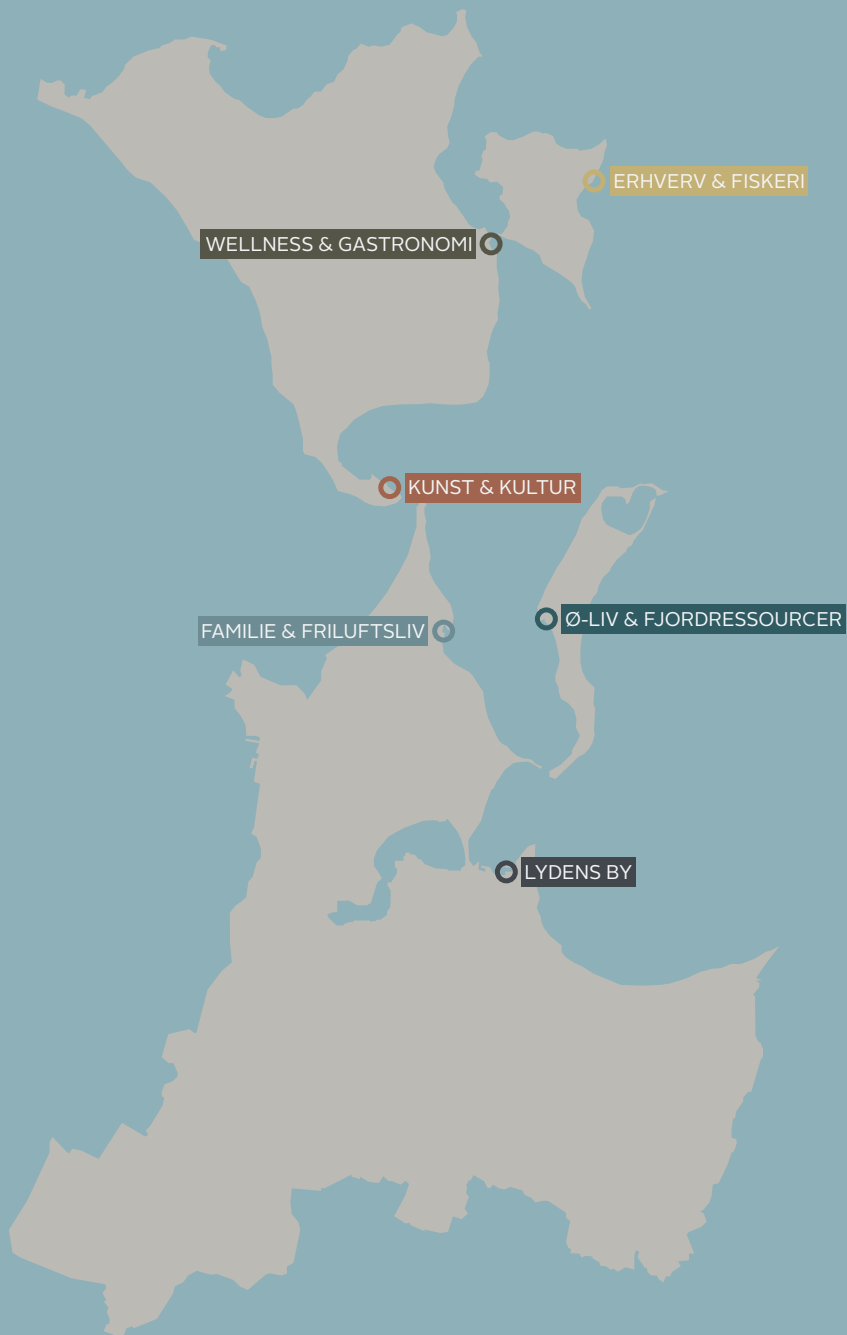 ERHVERV & FISKERI
WELLNESS & GASTRONOMI
KUNST & KULTUR
Ø-LIV & FJORDRESSOURCER
FAMILIE & FRILUFTSLIV
LYDENS BY